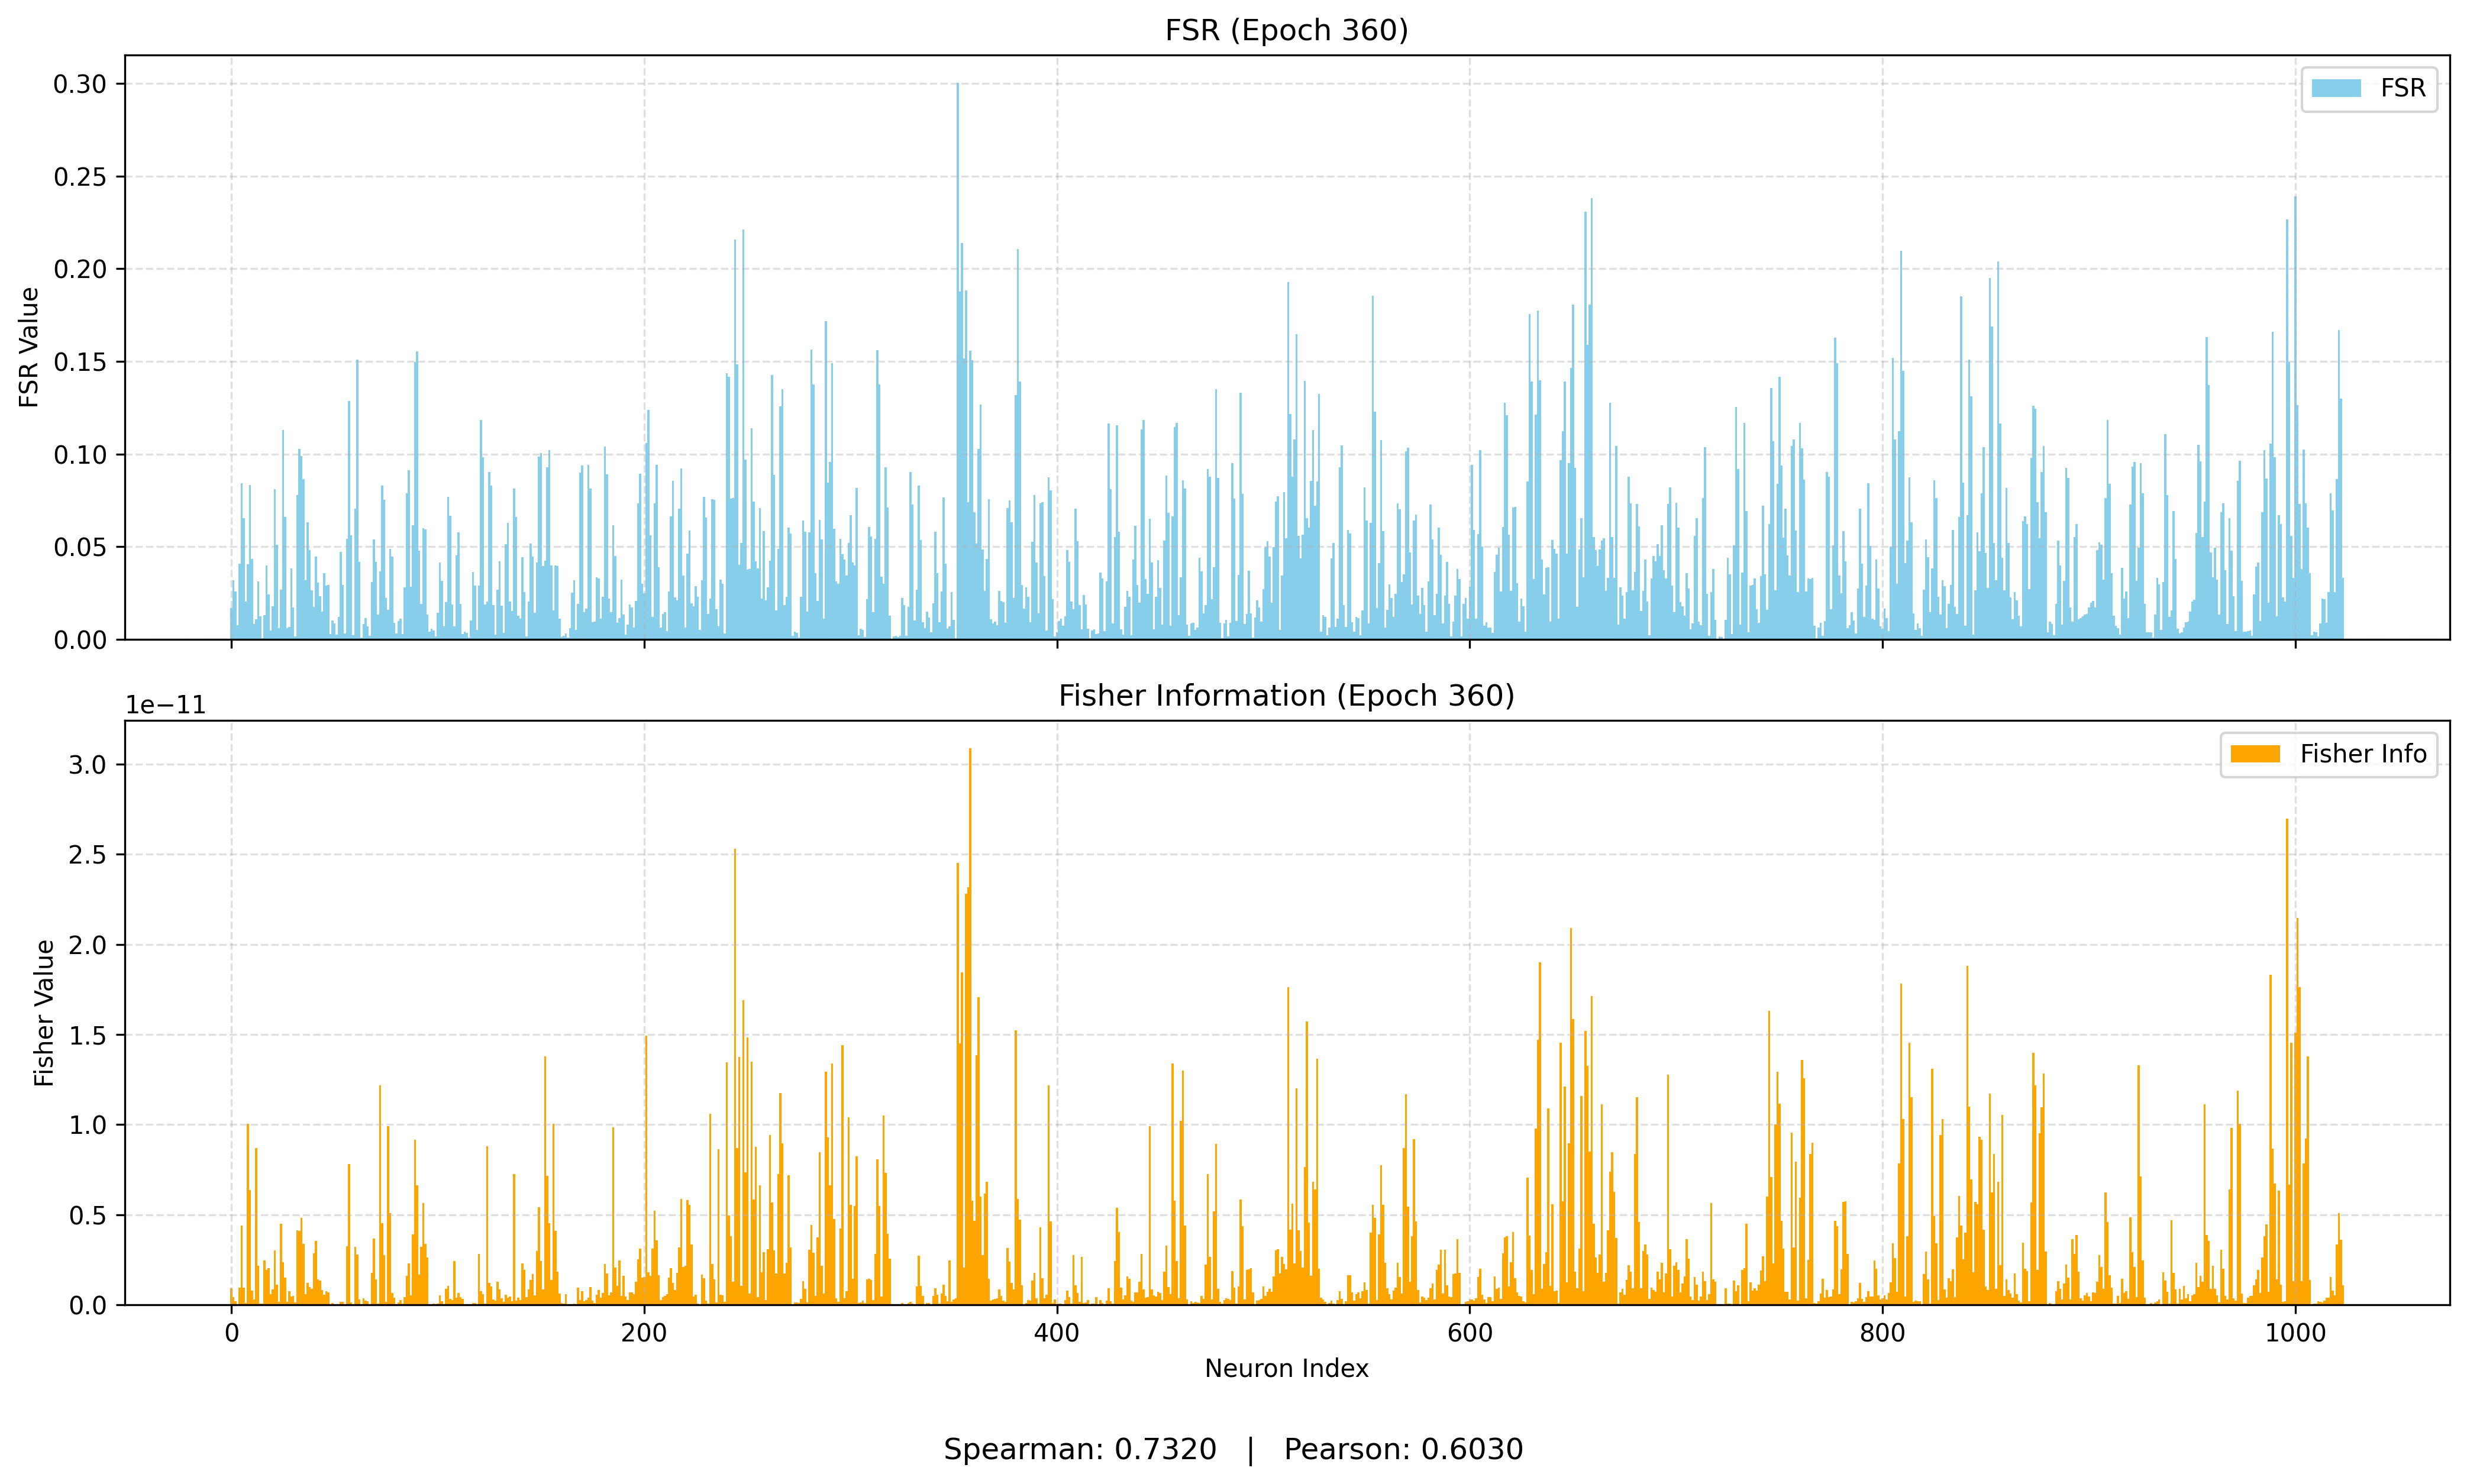 FSR (Epoch 360)
FSR
FSR Value
0.30
0.25
0.20
0.15
0.10
0.05
0.00
Fisher Information (Epoch 360)
1e−11
Fisher Info
Fisher Value
3.0
2.5
2.0
1.5
1.0
0.5
0.0
0 200 400 600 800 1000
Neuron Index
Spearman: 0.7320 | Pearson: 0.6030